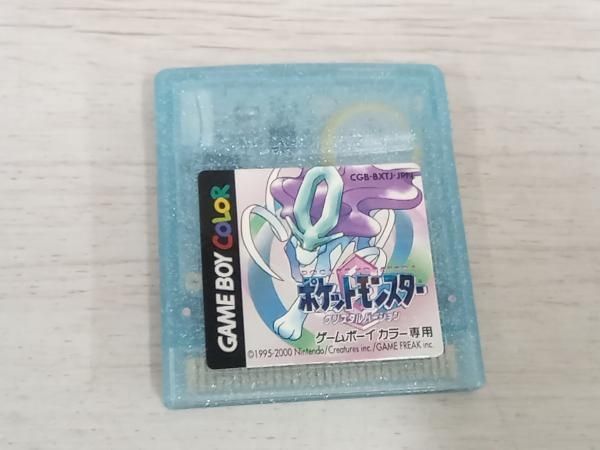 GAME BOY COLOR
CGB-BXTJ-JPN
ポケットモンスター
クリスタルバージョン
ゲームボーイ カラー専用
©1995-2000 Nintendo/Creatures inc./GAME FREAK inc.